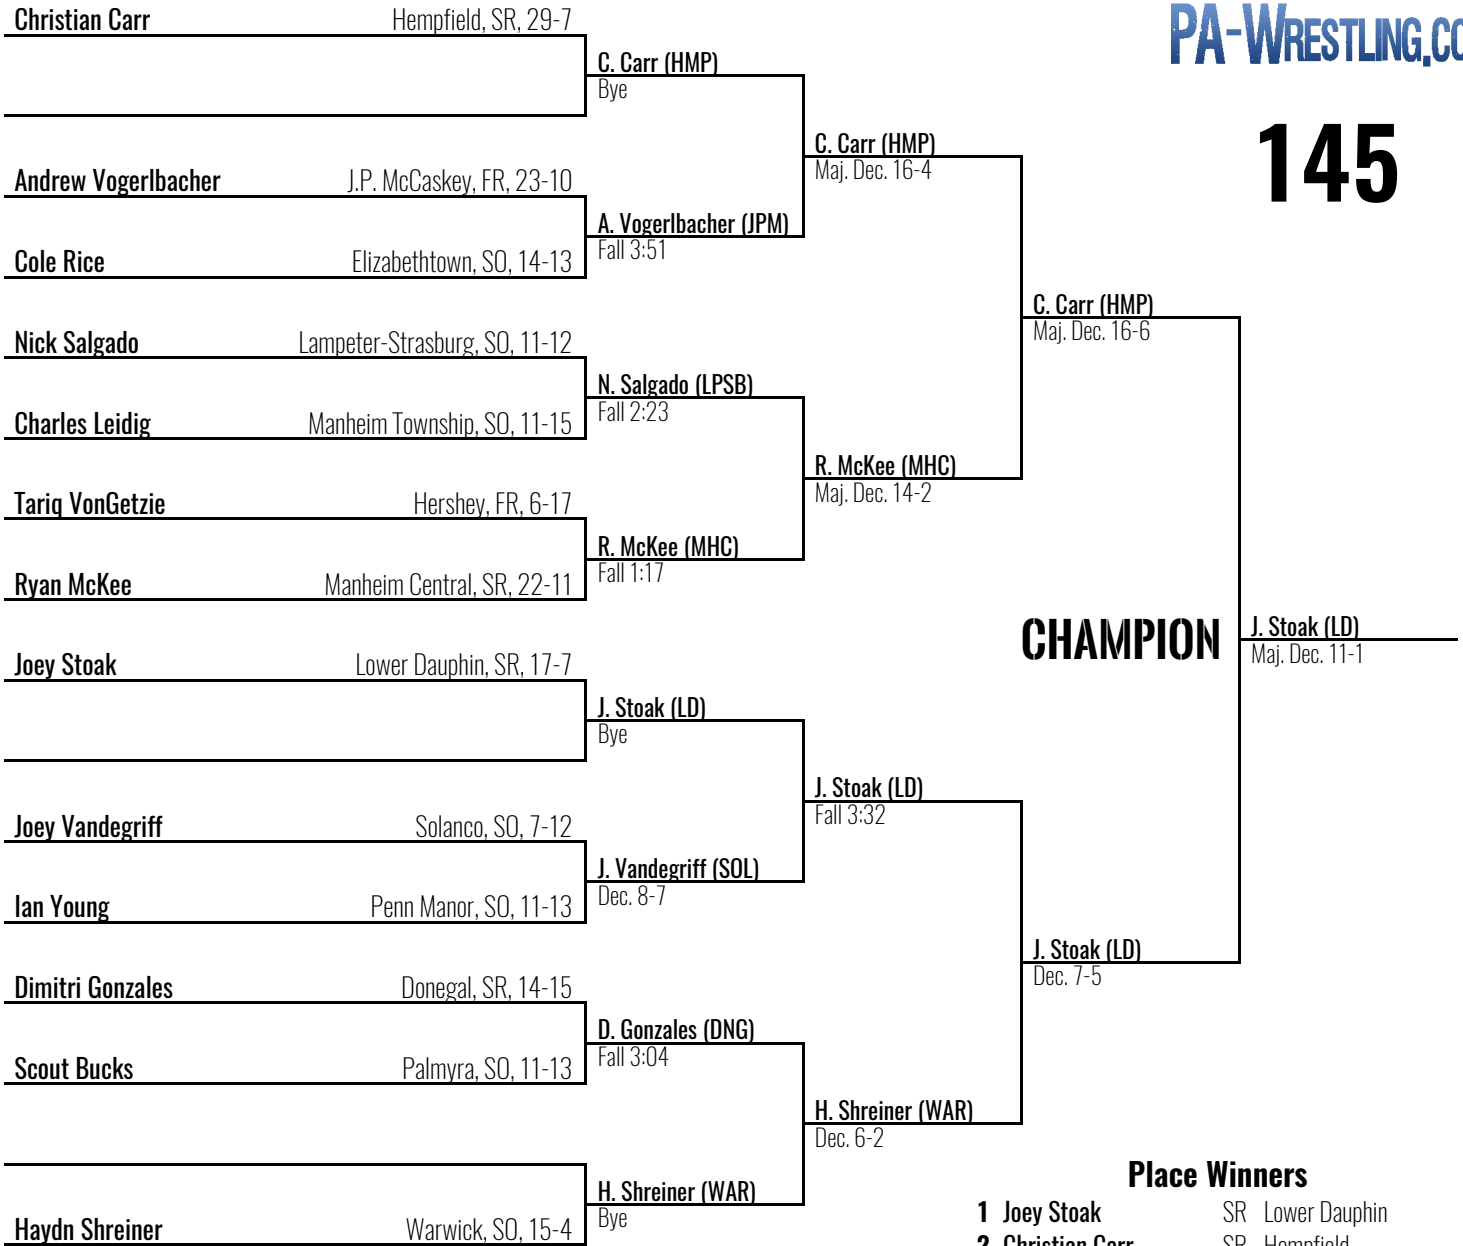 Christian Carr Hempfield, SR, 29-7
PA-WRESTLING.CO
C. Carr (HMP)
Bye
145
C. Carr (HMP)
Maj. Dec. 16-4
Andrew Vogerlbacher J.P. McCaskey, FR, 23-10
A. Vogerlbacher (JPM)
Fall 3:51
Cole Rice Elizabethtown, SO, 14-13
C. Carr (HMP)
Maj. Dec. 16-6
Nick Salgado Lampeter-Strasburg, SO, 11-12
N. Salgado (LPSB)
Fall 2:23
Charles Leidig Manheim Township, SO, 11-15
R. McKee (MHC)
Maj. Dec. 14-2
Tariq VonGetzie Hershey, FR, 6-17
R. McKee (MHC)
Fall 1:17
Ryan McKee Manheim Central, SR, 22-11
CHAMPION
J. Stoak (LD)
Maj. Dec. 11-1
Joey Stoak Lower Dauphin, SR, 17-7
J. Stoak (LD)
Bye
J. Stoak (LD)
Fall 3:32
Joey Vandegriff Solanco, SO, 7-12
J. Vandegriff (SOL)
Dec. 8-7
Ian Young Penn Manor, SO, 11-13
J. Stoak (LD)
Dec. 7-5
Dimitri Gonzales Donegal, SR, 14-15
D. Gonzales (DNG)
Fall 3:04
Scout Bucks Palmyra, SO, 11-13
H. Shreiner (WAR)
Dec. 6-2
H. Shreiner (WAR)
Bye
Haydn Shreiner Warwick, SO, 15-4
Place Winners
1 Joey Stoak SR Lower Dauphin
2 Christian Carr SR Hempfield